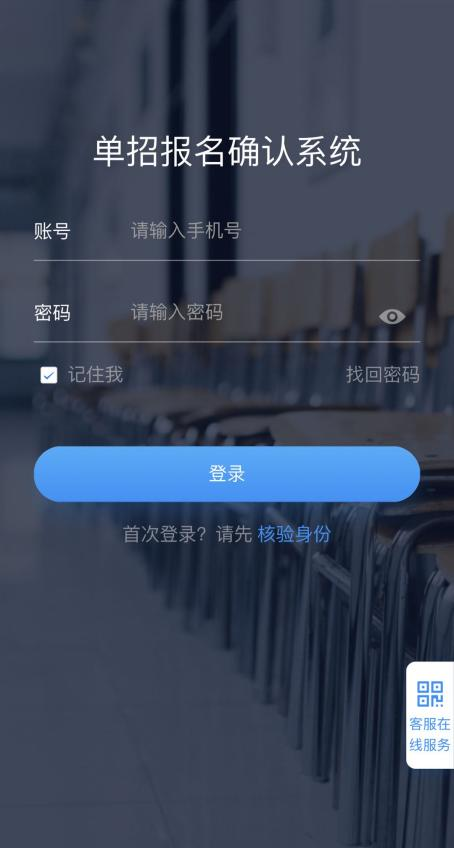 单招报名确认系统
账号 请输入手机号
密码 请输入密码
记住我 找回密码
登录
首次登录？请先 核验身份
客服在
线服务